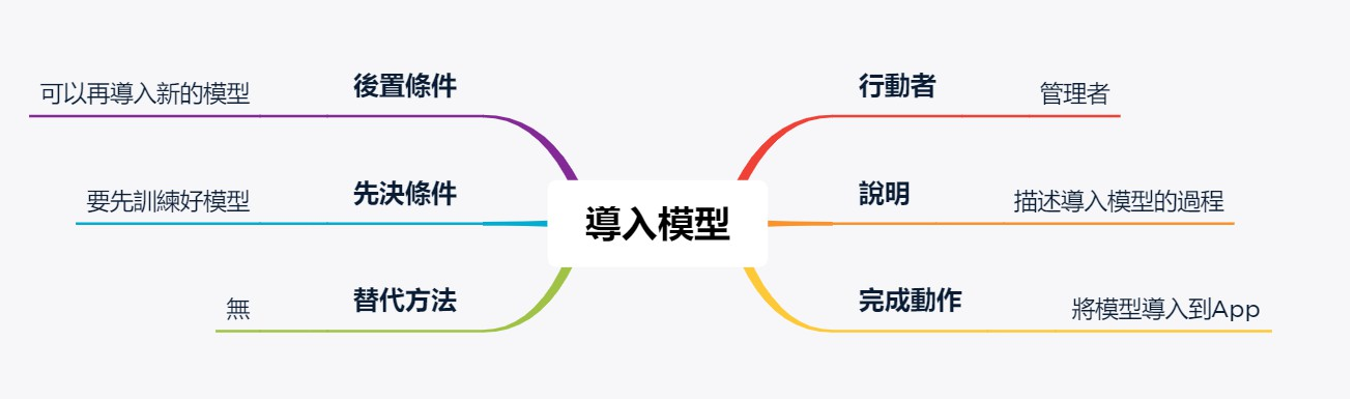 導入模型
行動者
管理者
說明
描述導入模型的過程
完成動作
將模型導入到App
後置條件
可以再導入新的模型
先決條件
要先訓練好模型
替代方法
無